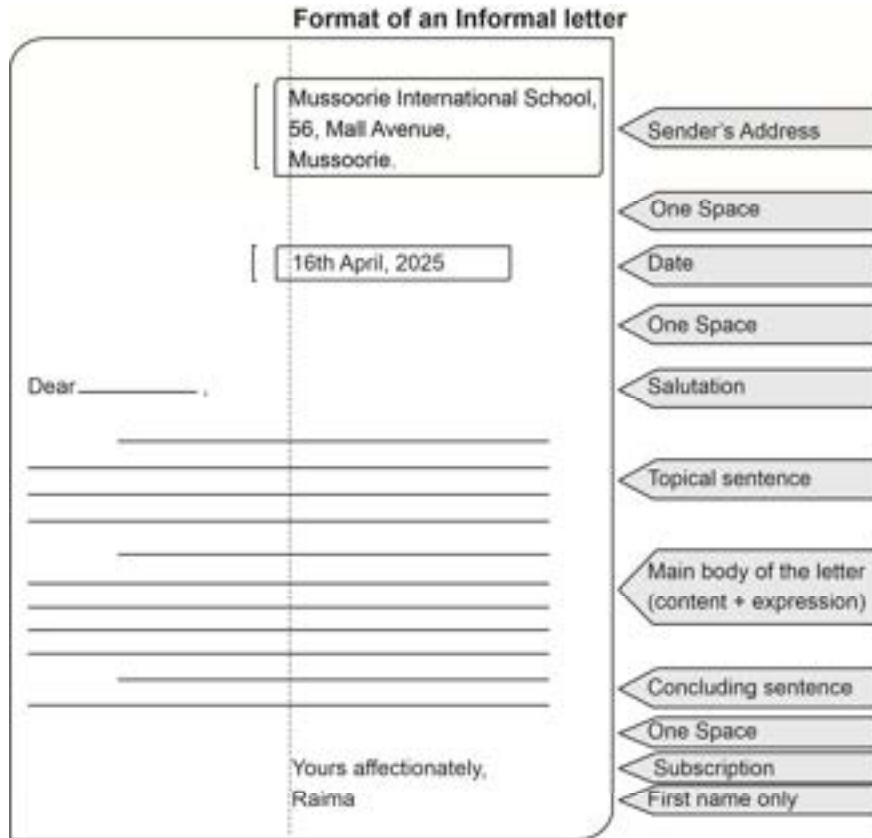 Format of an Informal letter
Mussoorie International School,
56, Mall Avenue,
Mussoorie.
Sender's Address
One Space
16th April, 2025
Date
One Space
Dear__________ ,
Salutation
Topical sentence
Main body of the letter
(content + expression)
Concluding sentence
One Space
Yours affectionately,
Subscription
Raima
First name only